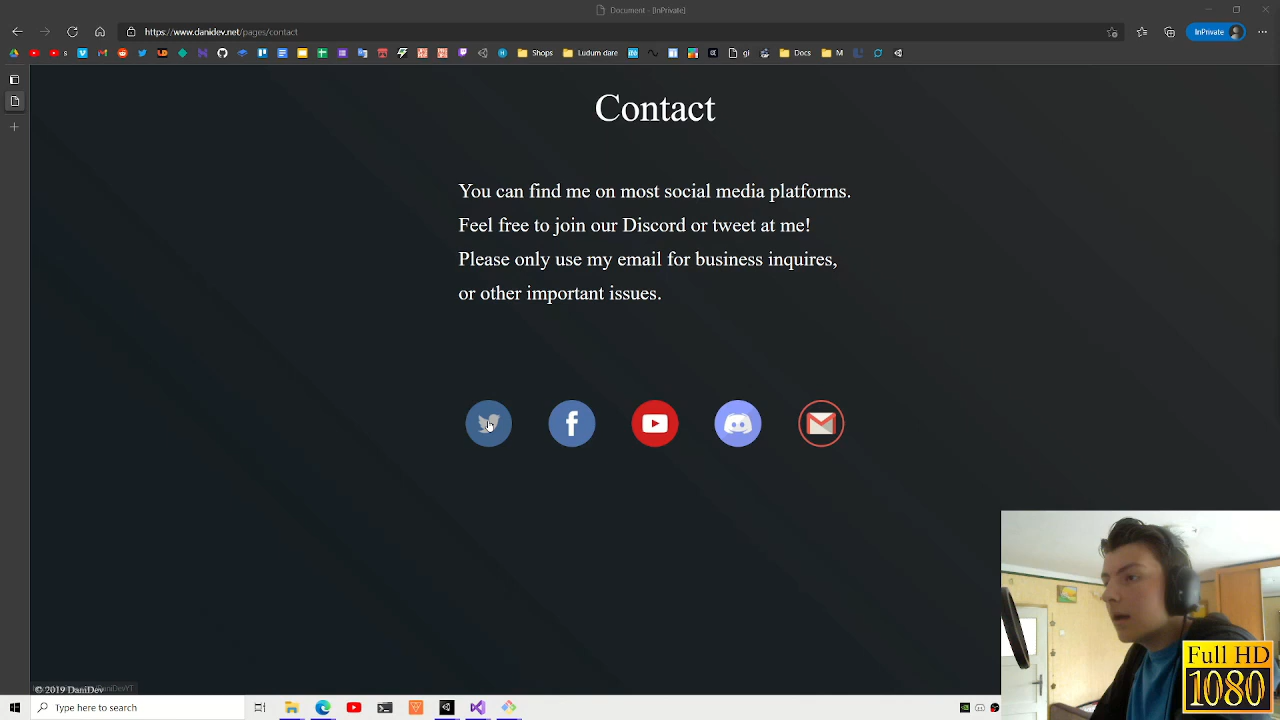 Document - [InPrivate]
https://www.danidev.net/pages/contact
InPrivate
s
Shops
Ludum dare
g
Docs
M
Contact
You can find me on most social media platforms.
Feel free to join our Discord or tweet at me!
Please only use my email for business inquires,
or other important issues.
© 2019 DaniDev
Type here to search
Full HD
1080